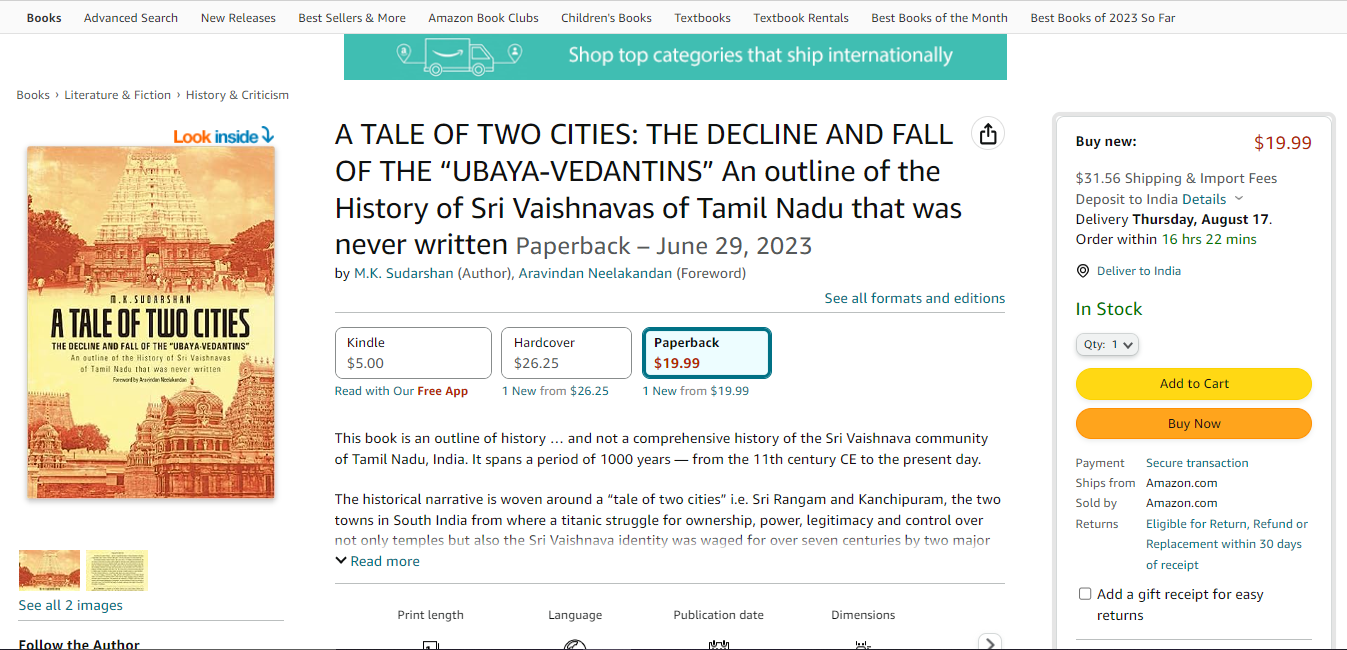 Books Advanced Search New Releases Best Sellers & More Amazon Book Clubs Children's Books Textbooks Textbook Rentals Best Books of the Month Best Books of 2023 So Far
Shop top categories that ship internationally
Books › Literature & Fiction › History & Criticism
Look inside
M.K.SUDARSHAN
A TALE OF TWO CITIES
THE DECLINE AND FALL OF THE "UBAYA-VEDANTINS"
An outline of the History of Sri Vaishnavas
of Tamil Nadu that was never written
Foreword by Aravindan Neelakandan
See all 2 images
Follow the Author
A TALE OF TWO CITIES: THE DECLINE AND FALL
OF THE “UBAYA-VEDANTINS” An outline of the
History of Sri Vaishnavas of Tamil Nadu that was
never written Paperback – June 29, 2023
by M.K. Sudarshan (Author), Aravindan Neelakandan (Foreword)
See all formats and editions
Kindle
$5.00
Read with Our Free App
Hardcover
$26.25
1 New from $26.25
Paperback
$19.99
1 New from $19.99
This book is an outline of history … and not a comprehensive history of the Sri Vaishnava community
of Tamil Nadu, India. It spans a period of 1000 years — from the 11th century CE to the present day.
The historical narrative is woven around a “tale of two cities” i.e. Sri Rangam and Kanchipuram, the two
towns in South India from where a titanic struggle for ownership, power, legitimacy and control over
not only temples but also the Sri Vaishnava identity was waged for over seven centuries by two major
Read more
Print length Language Publication date Dimensions
Buy new: $19.99
$31.56 Shipping & Import Fees
Deposit to India Details
Delivery Thursday, August 17.
Order within 16 hrs 22 mins
Deliver to India
In Stock
Qty: 1
Add to Cart
Buy Now
Payment Secure transaction
Ships from Amazon.com
Sold by Amazon.com
Returns Eligible for Return, Refund or
Replacement within 30 days
of receipt
Add a gift receipt for easy
returns